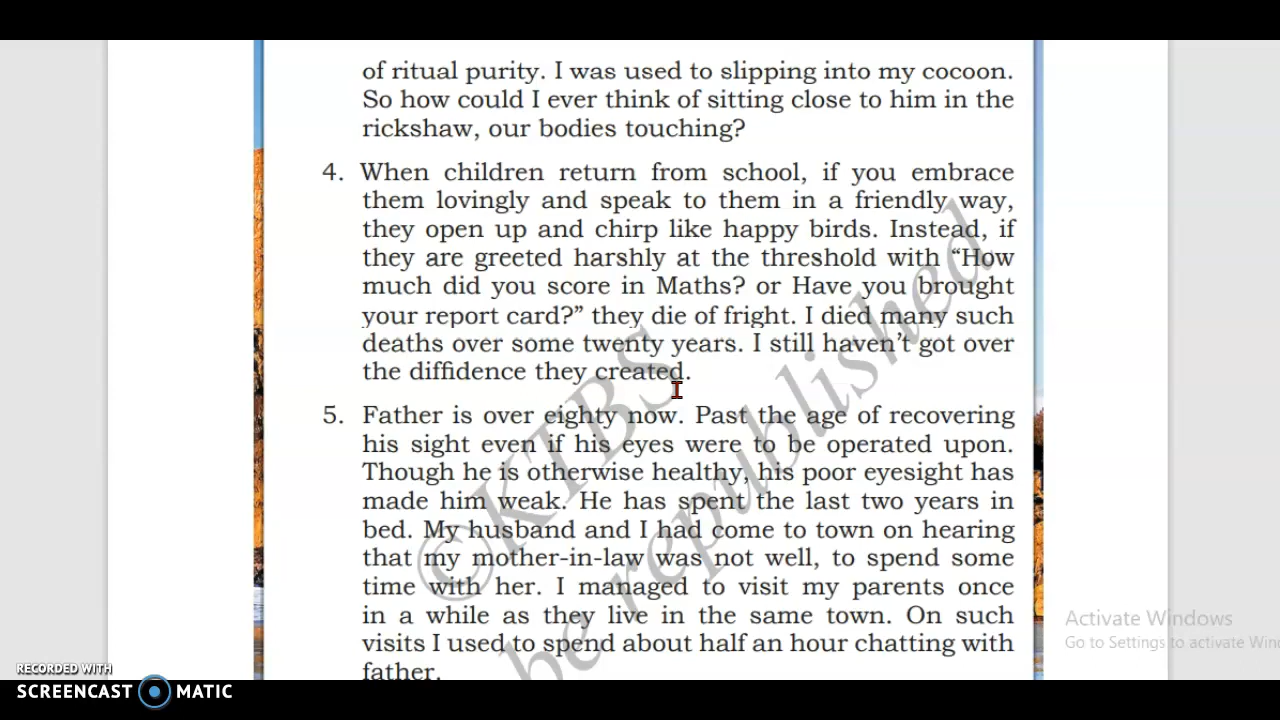 of ritual purity. I was used to slipping into my cocoon.
So how could I ever think of sitting close to him in the
rickshaw, our bodies touching?
4. When children return from school, if you embrace
them lovingly and speak to them in a friendly way,
they open up and chirp like happy birds. Instead, if
they are greeted harshly at the threshold with “How
much did you score in Maths? or Have you brought
your report card?” they die of fright. I died many such
deaths over some twenty years. I still haven’t got over
the diffidence they created.
5. Father is over eighty now. Past the age of recovering
his sight even if his eyes were to be operated upon.
Though he is otherwise healthy, his poor eyesight has
made him weak. He has spent the last two years in
bed. My husband and I had come to town on hearing
that my mother-in-law was not well, to spend some
time with her. I managed to visit my parents once
in a while as they live in the same town. On such
visits I used to spend about half an hour chatting with
father.
©KTBS
be republished
Activate Windows
Go to Settings to activate Win
RECORDED WITH
SCREENCAST MATIC